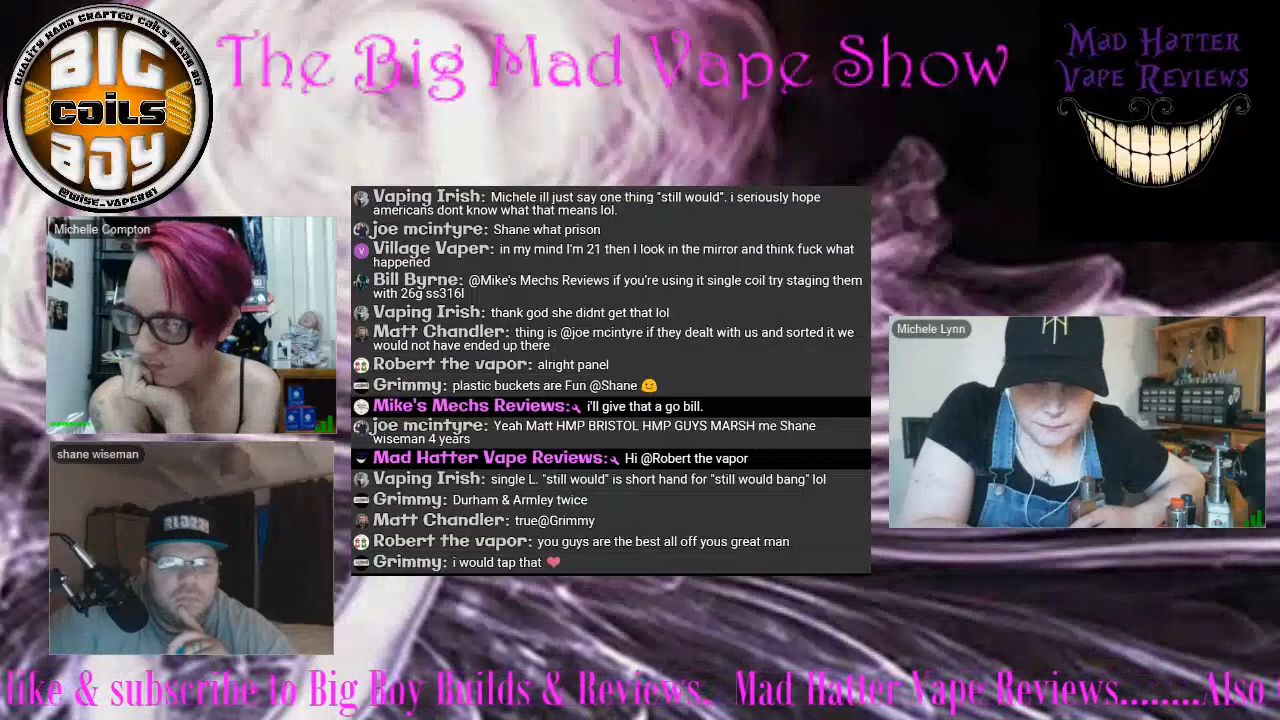 QUALITY HAND CRAFTED COILS MADE BY
BIG
COILS
BOY
@WISE_VAPER81
The Big Mad Vape Show
Mad Hatter
Vape Reviews
Michelle Compton
shane wiseman
Vaping Irish: Michele ill just say one thing "still would". i seriously hope
americans dont know what that means lol.
joe mcintyre: Shane what prison
V Village Vaper: in my mind I'm 21 then I look in the mirror and think fuck what
happened
Bill Byrne: @Mike's Mechs Reviews if you're using it single coil try staging them
with 26g ss316l
Vaping Irish: thank god she didnt get that lol
Matt Chandler: thing is @joe mcintyre if they dealt with us and sorted it we
would not have ended up there
Robert the vapor: alright panel
Grimmy: plastic buckets are Fun @Shane 🙂
Mike's Mechs Reviews: i'll give that a go bill.
joe mcintyre: Yeah Matt HMP BRISTOL HMP GUYS MARSH me Shane
wiseman 4 years
Mad Hatter Vape Reviews: Hi @Robert the vapor
Vaping Irish: single L. "still would" is short hand for "still would bang" lol
Grimmy: Durham & Armley twice
Matt Chandler: true@Grimmy
Robert the vapor: you guys are the best all off yous great man
Grimmy: i would tap that ❤
Michele Lynn
like & subscribe to Big Boy Builds & Reviews. Mad Hatter Vape Reviews........Also